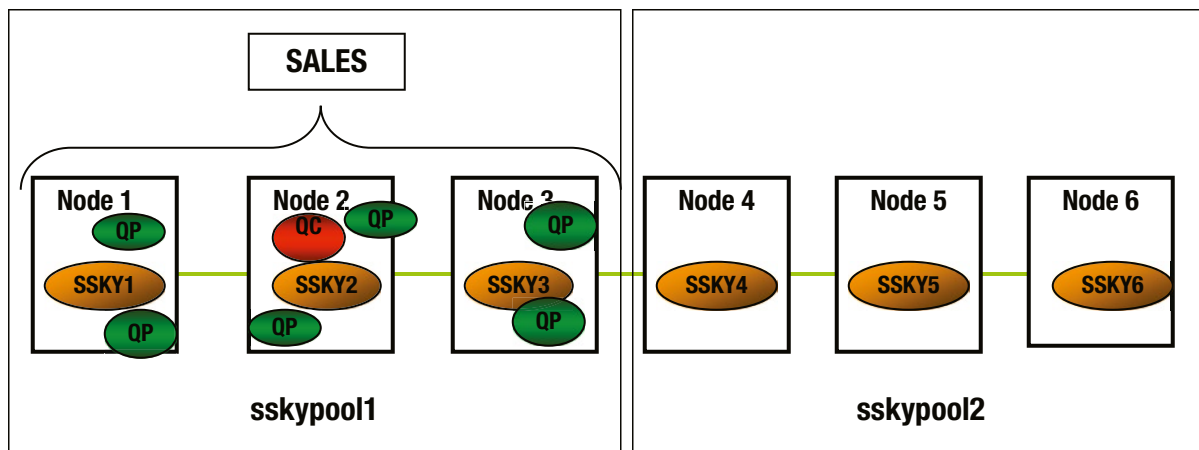 SALES
Node 1
Node 2
Node 3
Node 4
Node 5
Node 6
QP
QC
QP
QP
SSKY1
SSKY2
SSKY3
SSKY4
SSKY5
SSKY6
QP
QP
QP
sskypool1
sskypool2